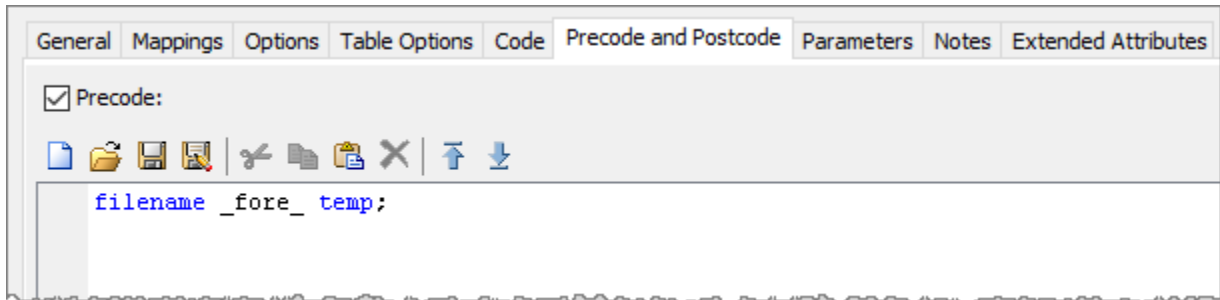 General Mappings Options Table Options Code Precode and Postcode Parameters Notes Extended Attributes
Precode:
filename _fore_ temp;